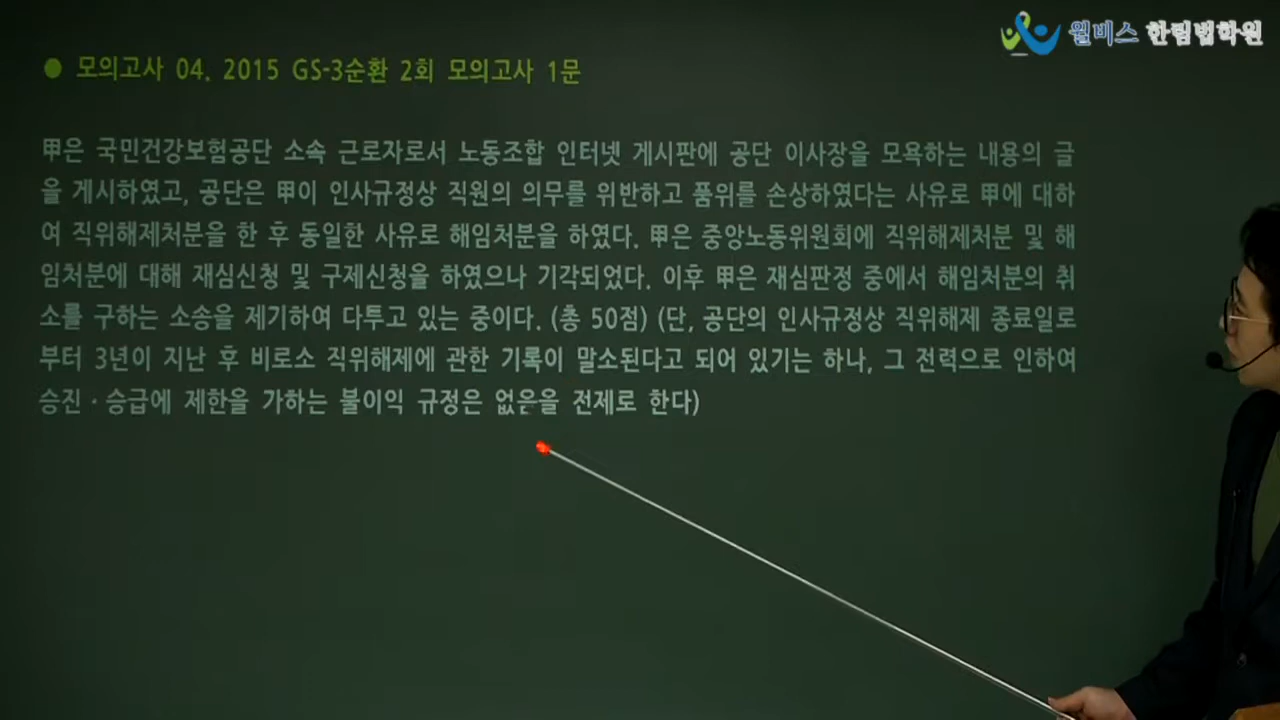 윌비스 한림법학원
● 모의고사 04. 2015 GS-3순환 2회 모의고사 1문
甲은 국민건강보험공단 소속 근로자로서 노동조합 인터넷 게시판에 공단 이사장을 모욕하는 내용의 글
을 게시하였고, 공단은 甲이 인사규정상 직원의 의무를 위반하고 품위를 손상하였다는 사유로 甲에 대하
여 직위해제처분을 한 후 동일한 사유로 해임처분을 하였다. 甲은 중앙노동위원회에 직위해제처분 및 해
임처분에 대해 재심신청 및 구제신청을 하였으나 기각되었다. 이후 甲은 재심판정 중에서 해임처분의 취
소를 구하는 소송을 제기하여 다투고 있는 중이다. (총 50점) (단, 공단의 인사규정상 직위해제 종료일로
부터 3년이 지난 후 비로소 직위해제에 관한 기록이 말소된다고 되어 있기는 하나, 그 전력으로 인하여
승진·승급에 제한을 가하는 불이익 규정은 없은을 전제로 한다)